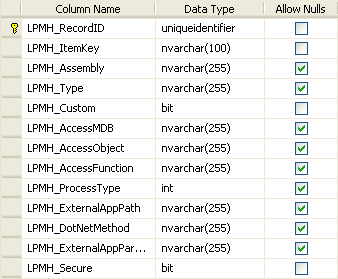 Column Name Data Type Allow Nulls
LPMH_RecordID uniqueidentifier
LPMH_ItemKey nvarchar(100)
LPMH_Assembly nvarchar(255)
LPMH_Type nvarchar(255)
LPMH_Custom bit
LPMH_AccessMDB nvarchar(255)
LPMH_AccessObject nvarchar(255)
LPMH_AccessFunction nvarchar(255)
LPMH_ProcessType int
LPMH_ExternalAppPath nvarchar(255)
LPMH_DotNetMethod nvarchar(255)
LPMH_ExternalAppPar... nvarchar(255)
LPMH_Secure bit